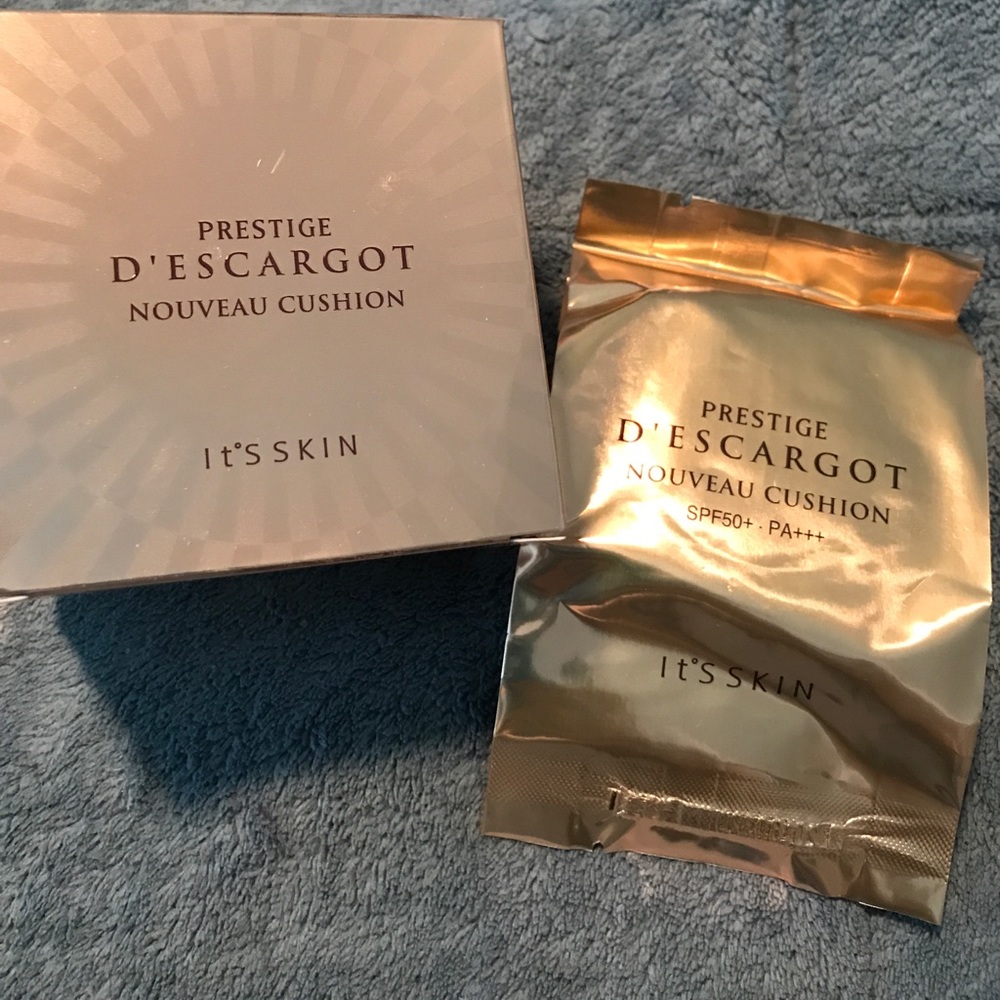 PRESTIGE
D'ESCARGOT
NOUVEAU CUSHION
It°S SKIN
PRESTIGE
D'ESCARGOT
NOUVEAU CUSHION
SPF50+ · PA+++
It°S SKIN